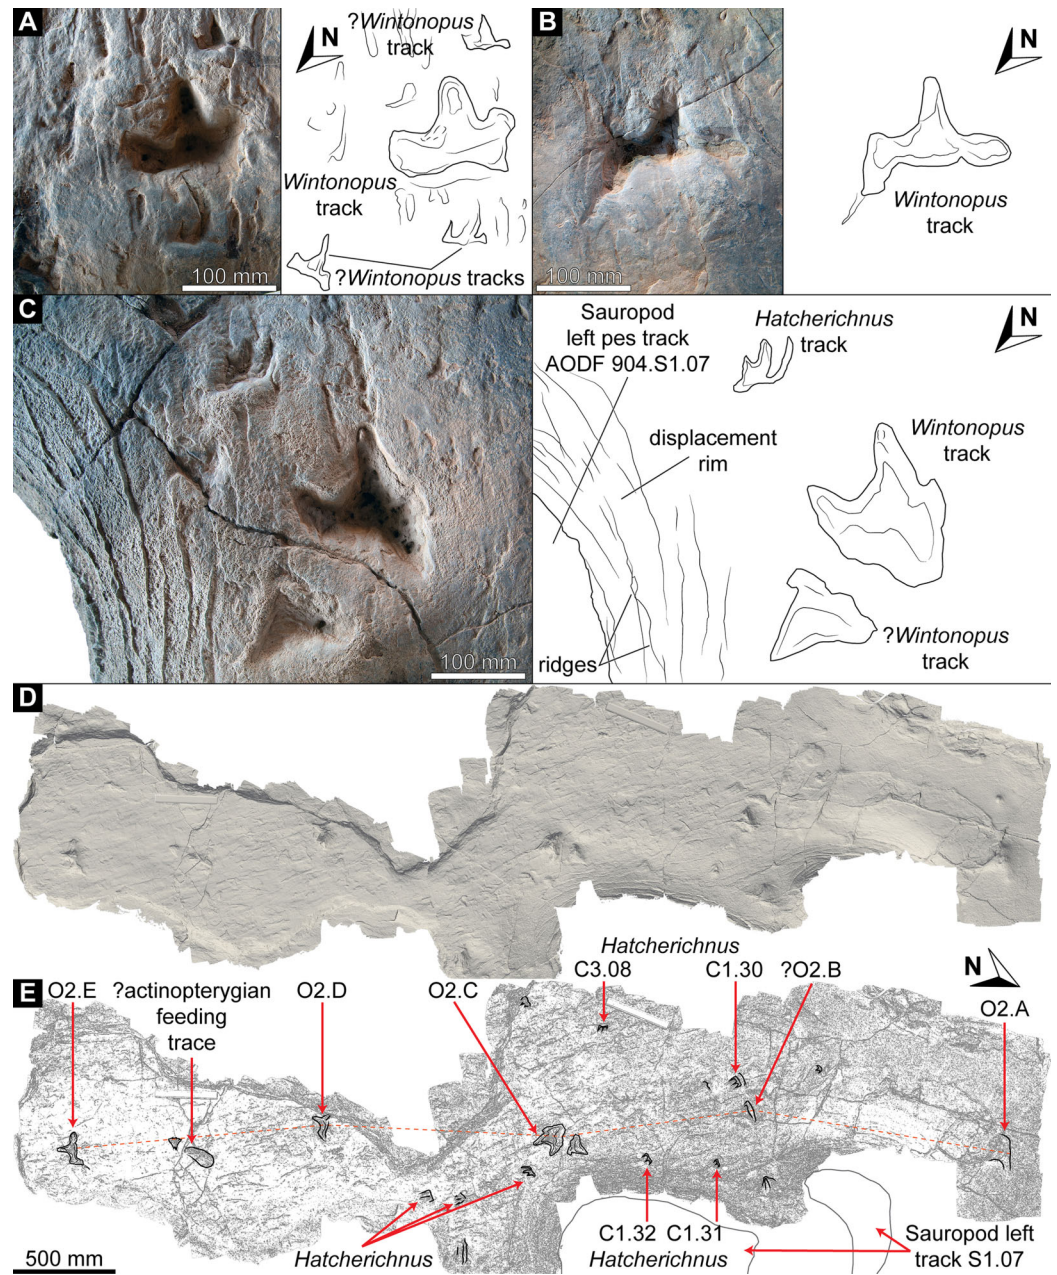 A
?Wintonopus
track
N
Wintonopus
track
?Wintonopus tracks
100 mm
B
N
Wintonopus
track
100 mm
C
Sauropod
left pes track
AODF 904.S1.07
Hatcherichnus
track
N
displacement
rim
Wintonopus
track
?Wintonopus
track
ridges
100 mm
D
E
O2.E
?actinopterygian
feeding
trace
O2.D
O2.C
Hatcherichnus
C3.08
C1.30
?O2.B
N
O2.A
Hatcherichnus
C1.32
C1.31
Hatcherichnus
Sauropod left
track S1.07
500 mm